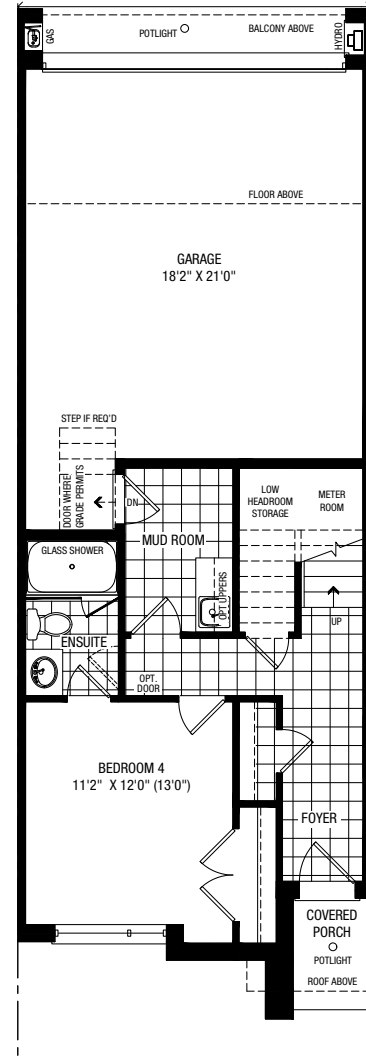 GAS
POTLIGHT
BALCONY ABOVE
HYDRO
FLOOR ABOVE
GARAGE
18'2" X 21'0"
STEP IF REQ'D
DOOR WHERE
GRADE PERMITS
DN
LOW
HEADROOM
STORAGE
METER
ROOM
MUD ROOM
GLASS SHOWER
OPT UPPERS
UP
ENSUITE
OPT.
DOOR
BEDROOM 4
11'2" X 12'0" (13'0")
FOYER
COVERED
PORCH
POTLIGHT
ROOF ABOVE